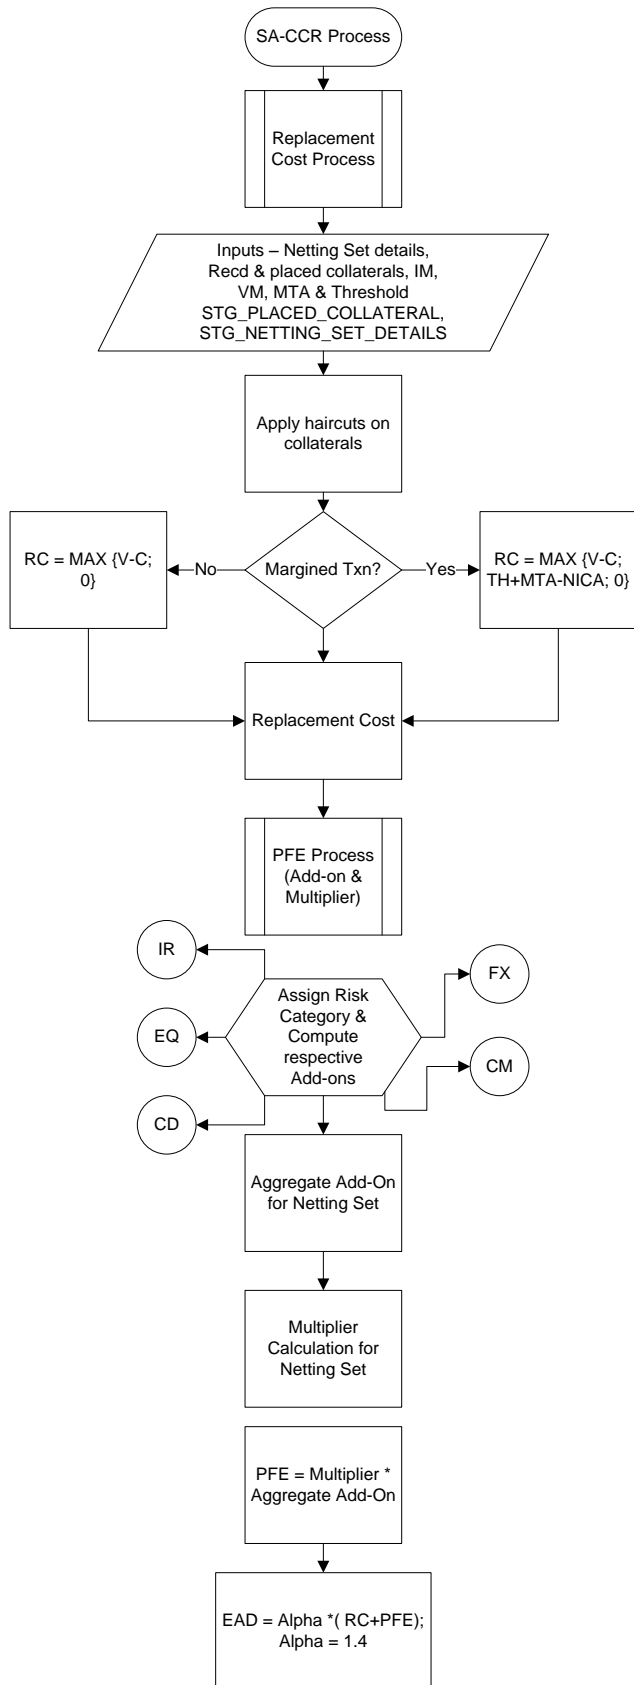 SA-CCR Process
Replacement
Cost Process
Inputs – Netting Set details,
Recd & placed collaterals, IM,
VM, MTA & Threshold
STG_PLACED_COLLATERAL,
STG_NETTING_SET_DETAILS
Apply haircuts on
collaterals
RC = MAX {V-C;
0}
No
Margined Txn?
Yes
RC = MAX {V-C;
TH+MTA-NICA; 0}
Replacement Cost
PFE Process
(Add-on &
Multiplier)
IR
FX
Assign Risk
Category &
Compute
respective
Add-ons
EQ
CM
CD
Aggregate Add-On
for Netting Set
Multiplier
Calculation for
Netting Set
PFE = Multiplier *
Aggregate Add-On
EAD = Alpha *( RC+PFE);
Alpha = 1.4